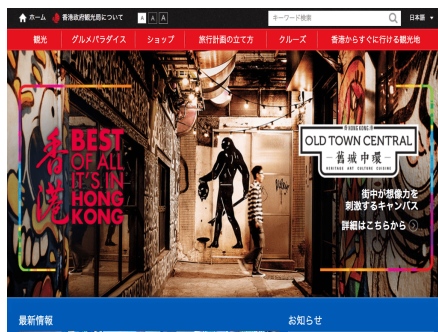 ホーム
香港政府観光局について
A A A
キーワード検索
日本語
観光
グルメパラダイス
ショップ
旅行計画の立て方
クルーズ
香港からすぐに行ける観光地
香港
BEST
OF ALL
IT'S IN
HONG
KONG
HONG KONG
OLD TOWN CENTRAL
舊城中環
HERITAGE ART CULTURE CUISINE
街中が想像力を
刺激するキャンバス
詳細はこちらから
最新情報
お知らせ